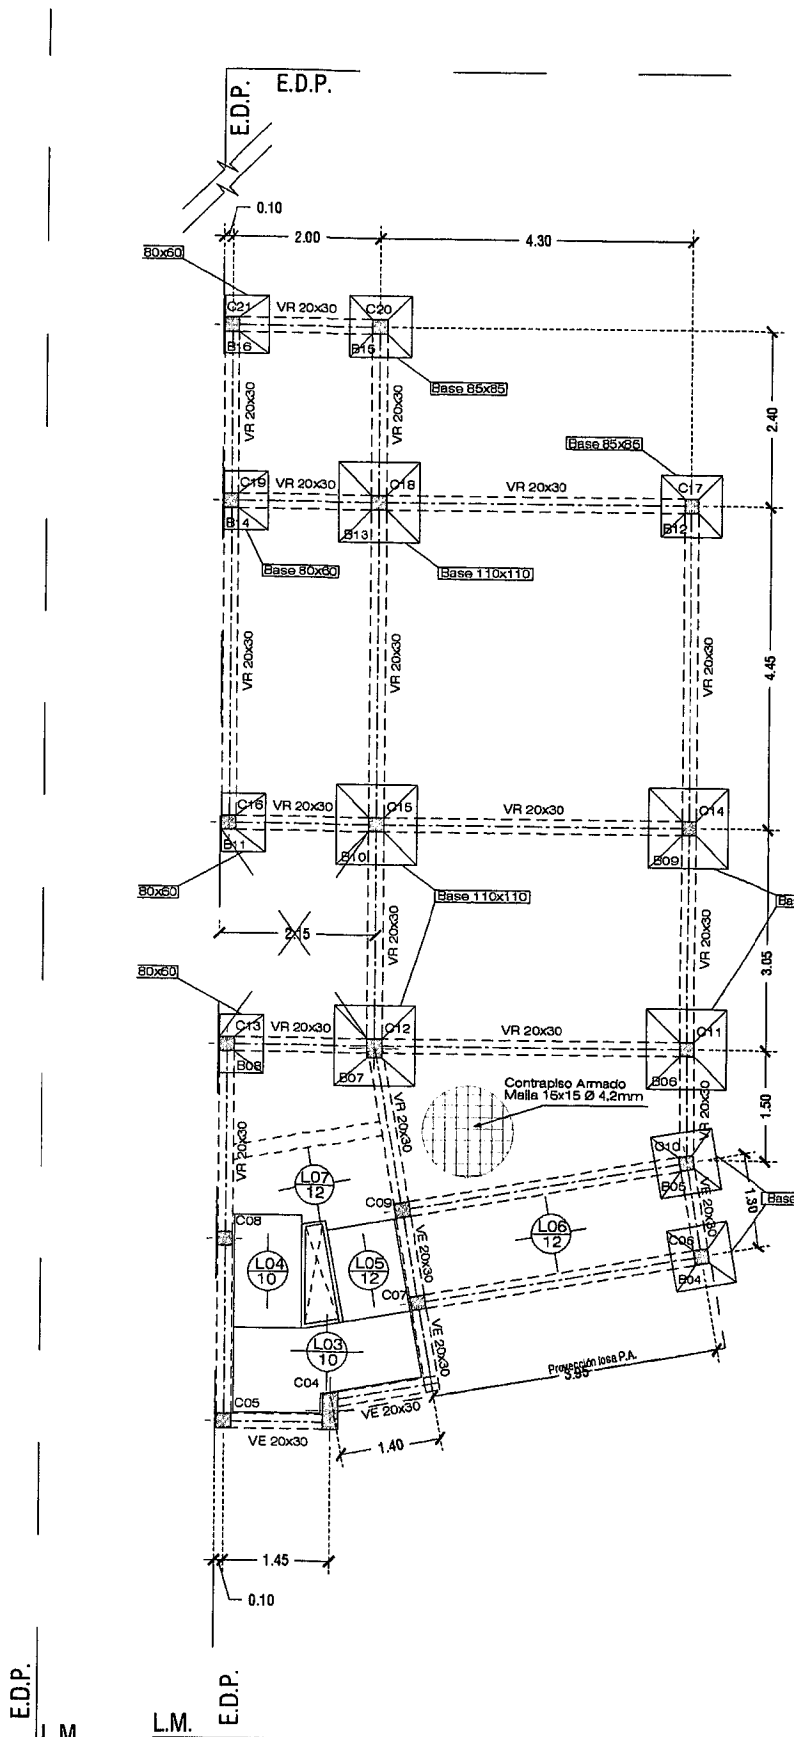 E.D.P.
E.D.P.
0.10
2.00
4.30
80x60
C21
VR 20x30
C20
B16
B15
Base 85x85
VR 20x30
VR 20x30
2.40
Base 85x85
C19
VR 20x30
C18
VR 20x30
C17
B14
B13
B12
Base 80x60
Base 110x110
VR 20x30
VR 20x30
VR 20x30
4.45
C16
VR 20x30
C15
VR 20x30
C14
B11
B10
B09
80x60
Base 110x110
Ba
2.15
VR 20x30
VR 20x30
3.05
80x60
C13
VR 20x30
C12
VR 20x30
C11
B08
B07
B06
Contrapiso Armado
Malla 15x15 Ø 4,2mm
VR 20x30
VR 20x30
VR 20x30
1.50
C10
B05
L07
12
C09
VE 20x30
1.30
Base
C08
L06
12
VE 20x30
C06
B04
L04
10
L05
12
C07
VE 20x30
L03
10
Proyección losa P.A.
3.95
C04
C05
VE 20x30
VE 20x30
1.40
1.45
0.10
E.D.P.
E.D.P.
L.M.
L.M.